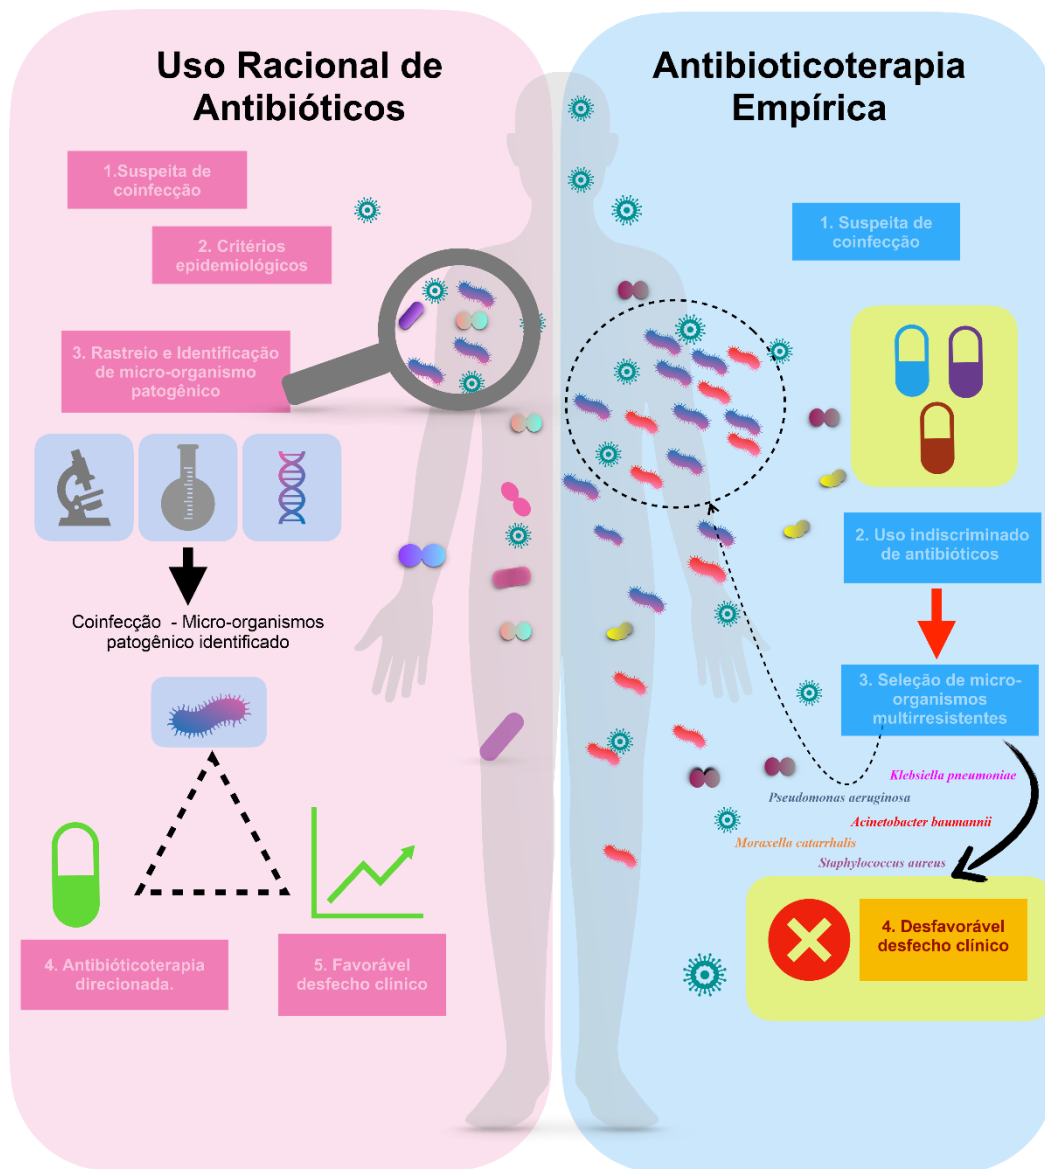 Uso Racional de
Antibióticos
1.Suspeita de
coinfecção
2. Critérios
epidemiológicos
3. Rastreio e Identificação
de micro-organismo
patogênico
Coinfecção - Micro-organismos
patogênico identificado
4. Antibióticoterapia
direcionada.
5. Favorável
desfecho clínico
Antibioticoterapia
Empírica
1. Suspeita de
coinfecção
2. Uso indiscriminado
de antibióticos
3. Seleção de micro-
organismos
multirresistentes
Klebsiella pneumoniae
Pseudomonas aeruginosa
Acinetobacter baumannii
Moraxella catarrhalis
Staphylococcus aureus
4. Desfavorável
desfecho clínico